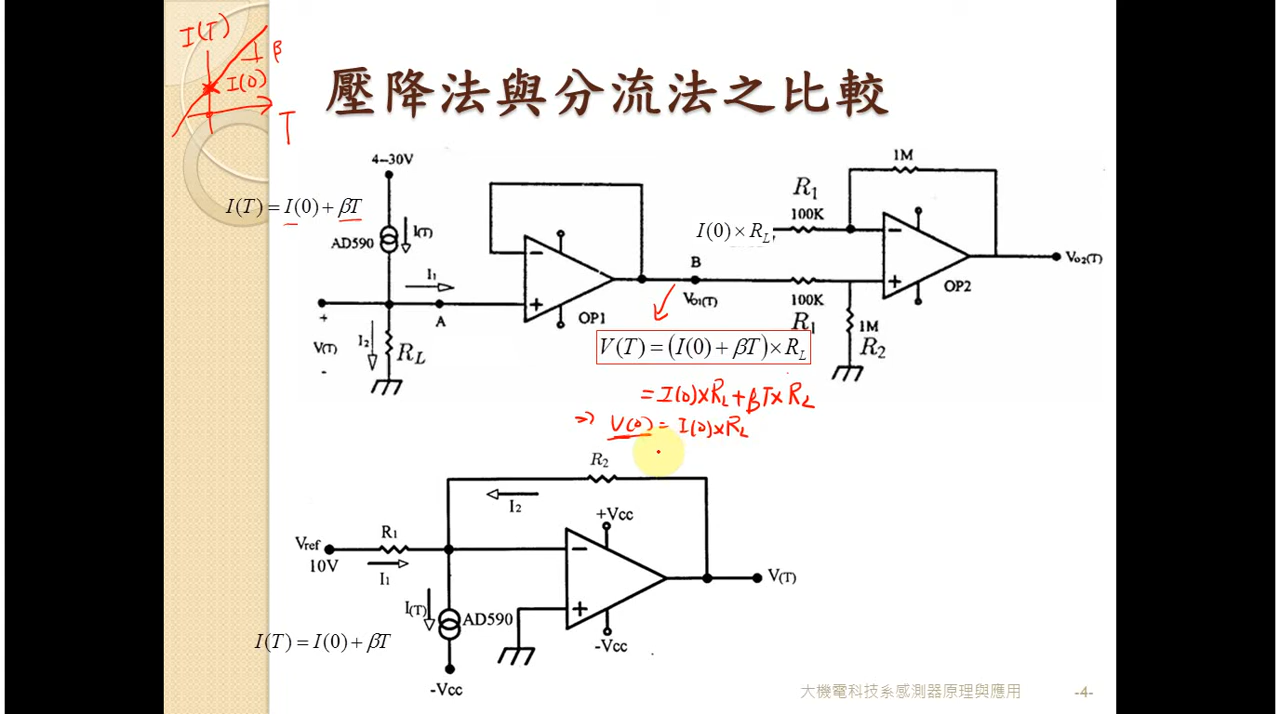 I(T)
β
I(0)
T
壓降法與分流法之比較
4-30V
I(T) = I(0) + βT
AD590
I(T)
I1
A
+
V(T)
-
I2
RL
-
+
OP1
B
V01(T)
I(0) × RL,
R1
100K
1M
-
+
OP2
Vo2(T)
100K
R1
1M
R2
V(T) = (I(0) + βT) × RL
= I(0)×RL + βT×RL
⇒ V(0) = I(0)×RL
R2
I2
Vref
10V
R1
I1
+Vcc
-
+
-Vcc
V(T)
I(T)
AD590
I(T) = I(0) + βT
-Vcc
大機電科技系感測器原理與應用
-4-